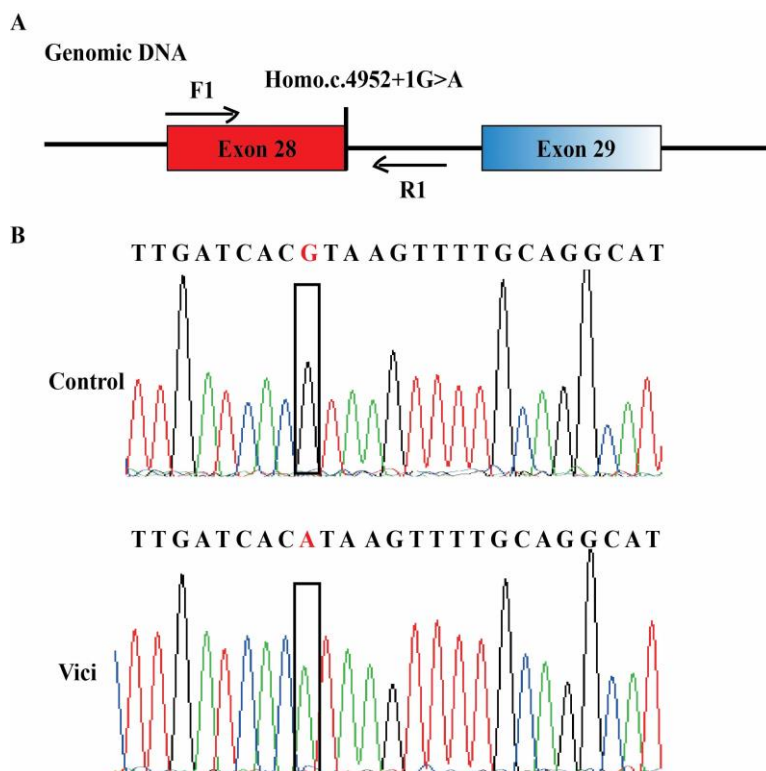 A
Genomic DNA
Homo.c.4952+1G>A
F1
Exon 28
Exon 29
R1
B
TTGATCACGTAAGTTTTGCAGGCAT
Control
TTGATCACATAAGTTTTGCAGGCAT
Vici